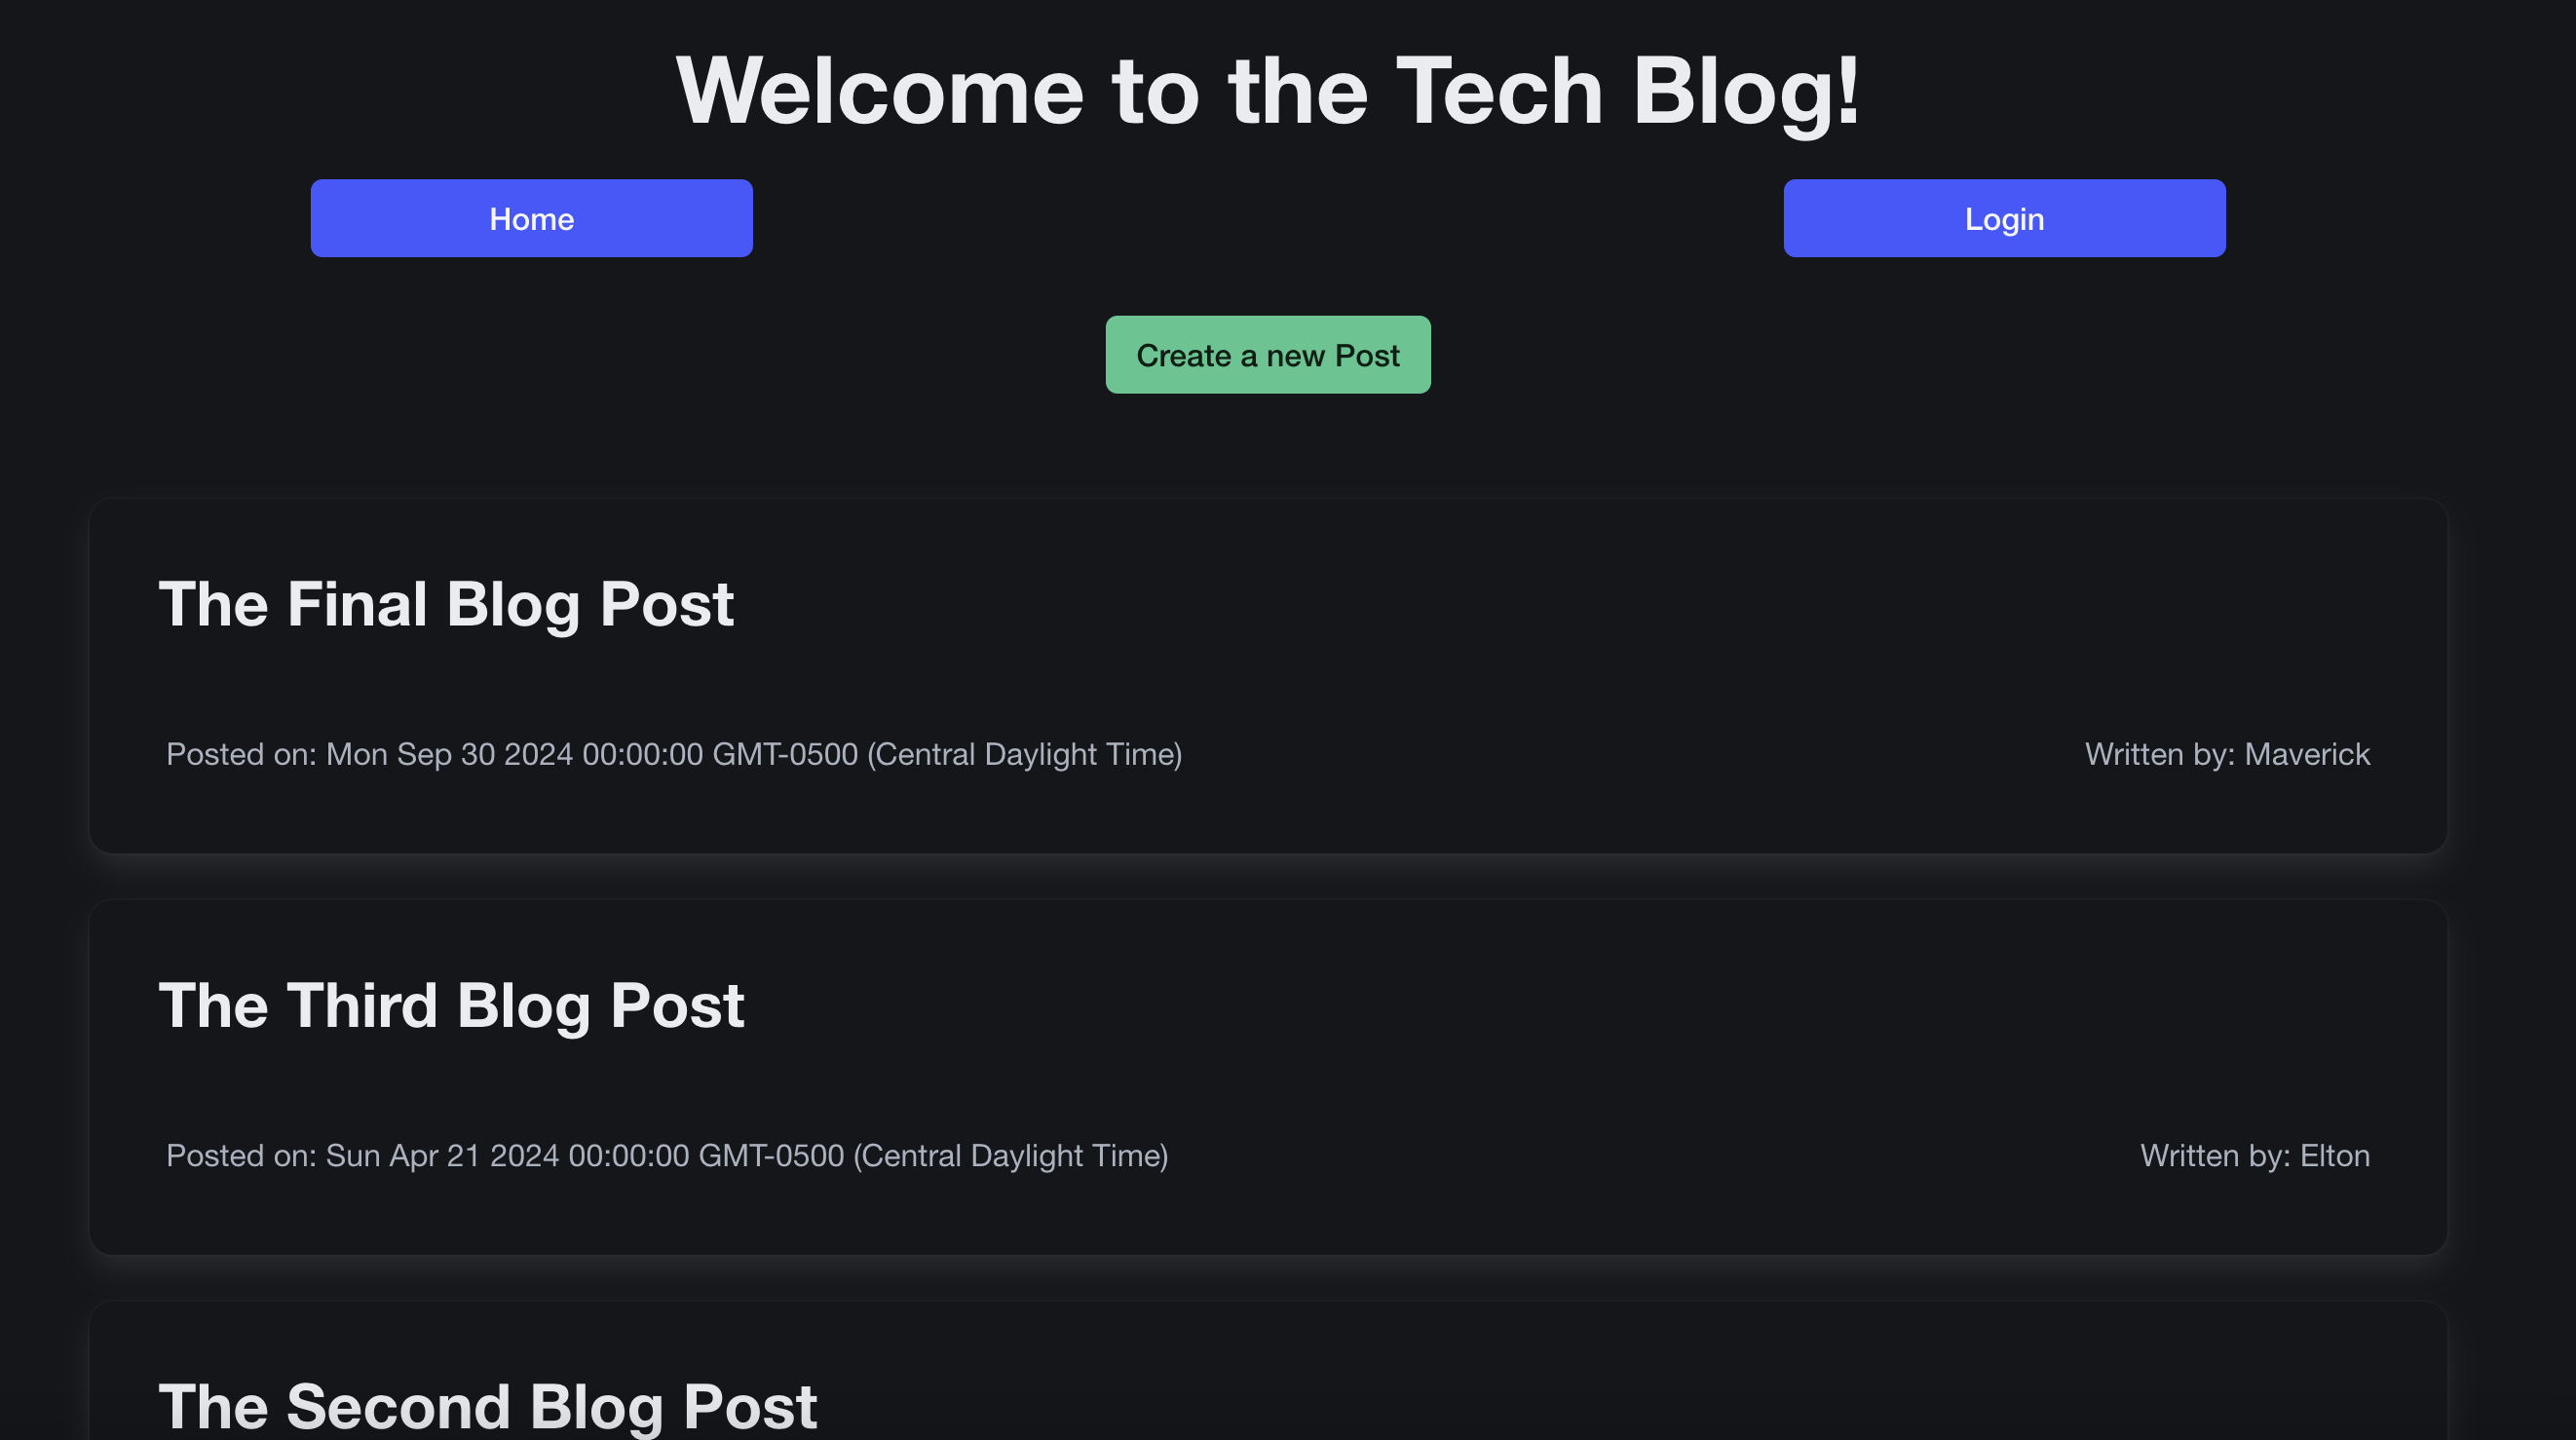 Welcome to the Tech Blog!
Home
Login
Create a new Post
The Final Blog Post
Posted on: Mon Sep 30 2024 00:00:00 GMT-0500 (Central Daylight Time)
Written by: Maverick
The Third Blog Post
Posted on: Sun Apr 21 2024 00:00:00 GMT-0500 (Central Daylight Time)
Written by: Elton
The Second Blog Post